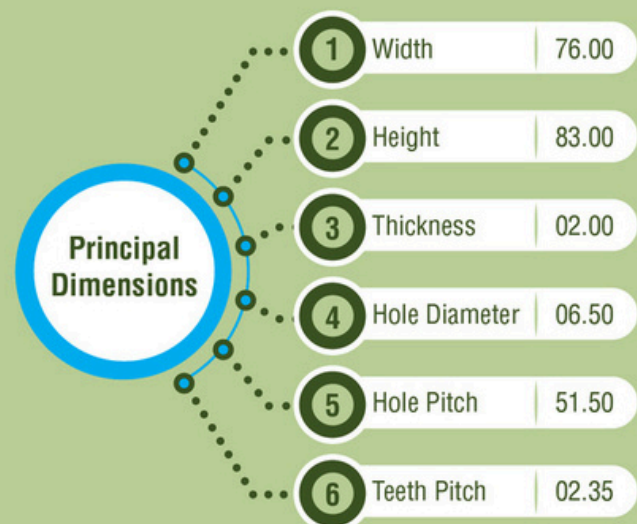 Principal
Dimensions
1 Width 76.00
2 Height 83.00
3 Thickness 02.00
4 Hole Diameter 06.50
5 Hole Pitch 51.50
6 Teeth Pitch 02.35